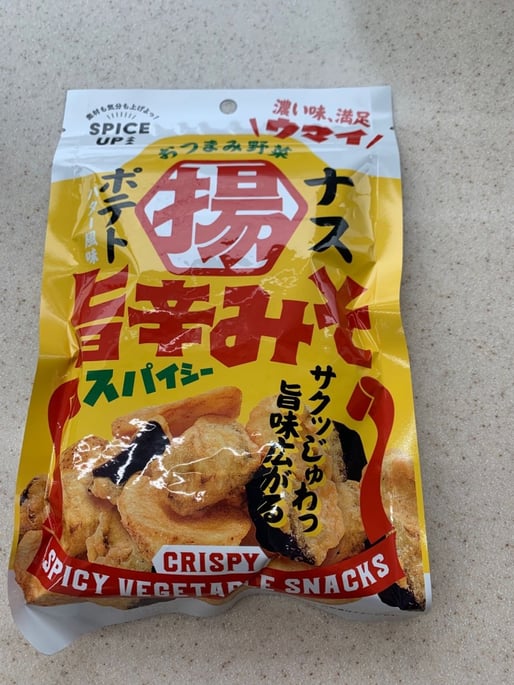 素材も気分も上げよっ!
SPICE
UP
濃い味、満足
ウマイ
おつまみ野菜
ナス
揚
ポテト
バター風味
旨辛みそ
スパイシー
サクッじゅわっ
旨味広がる
CRISPY
SPICY VEGETABLE SNACKS